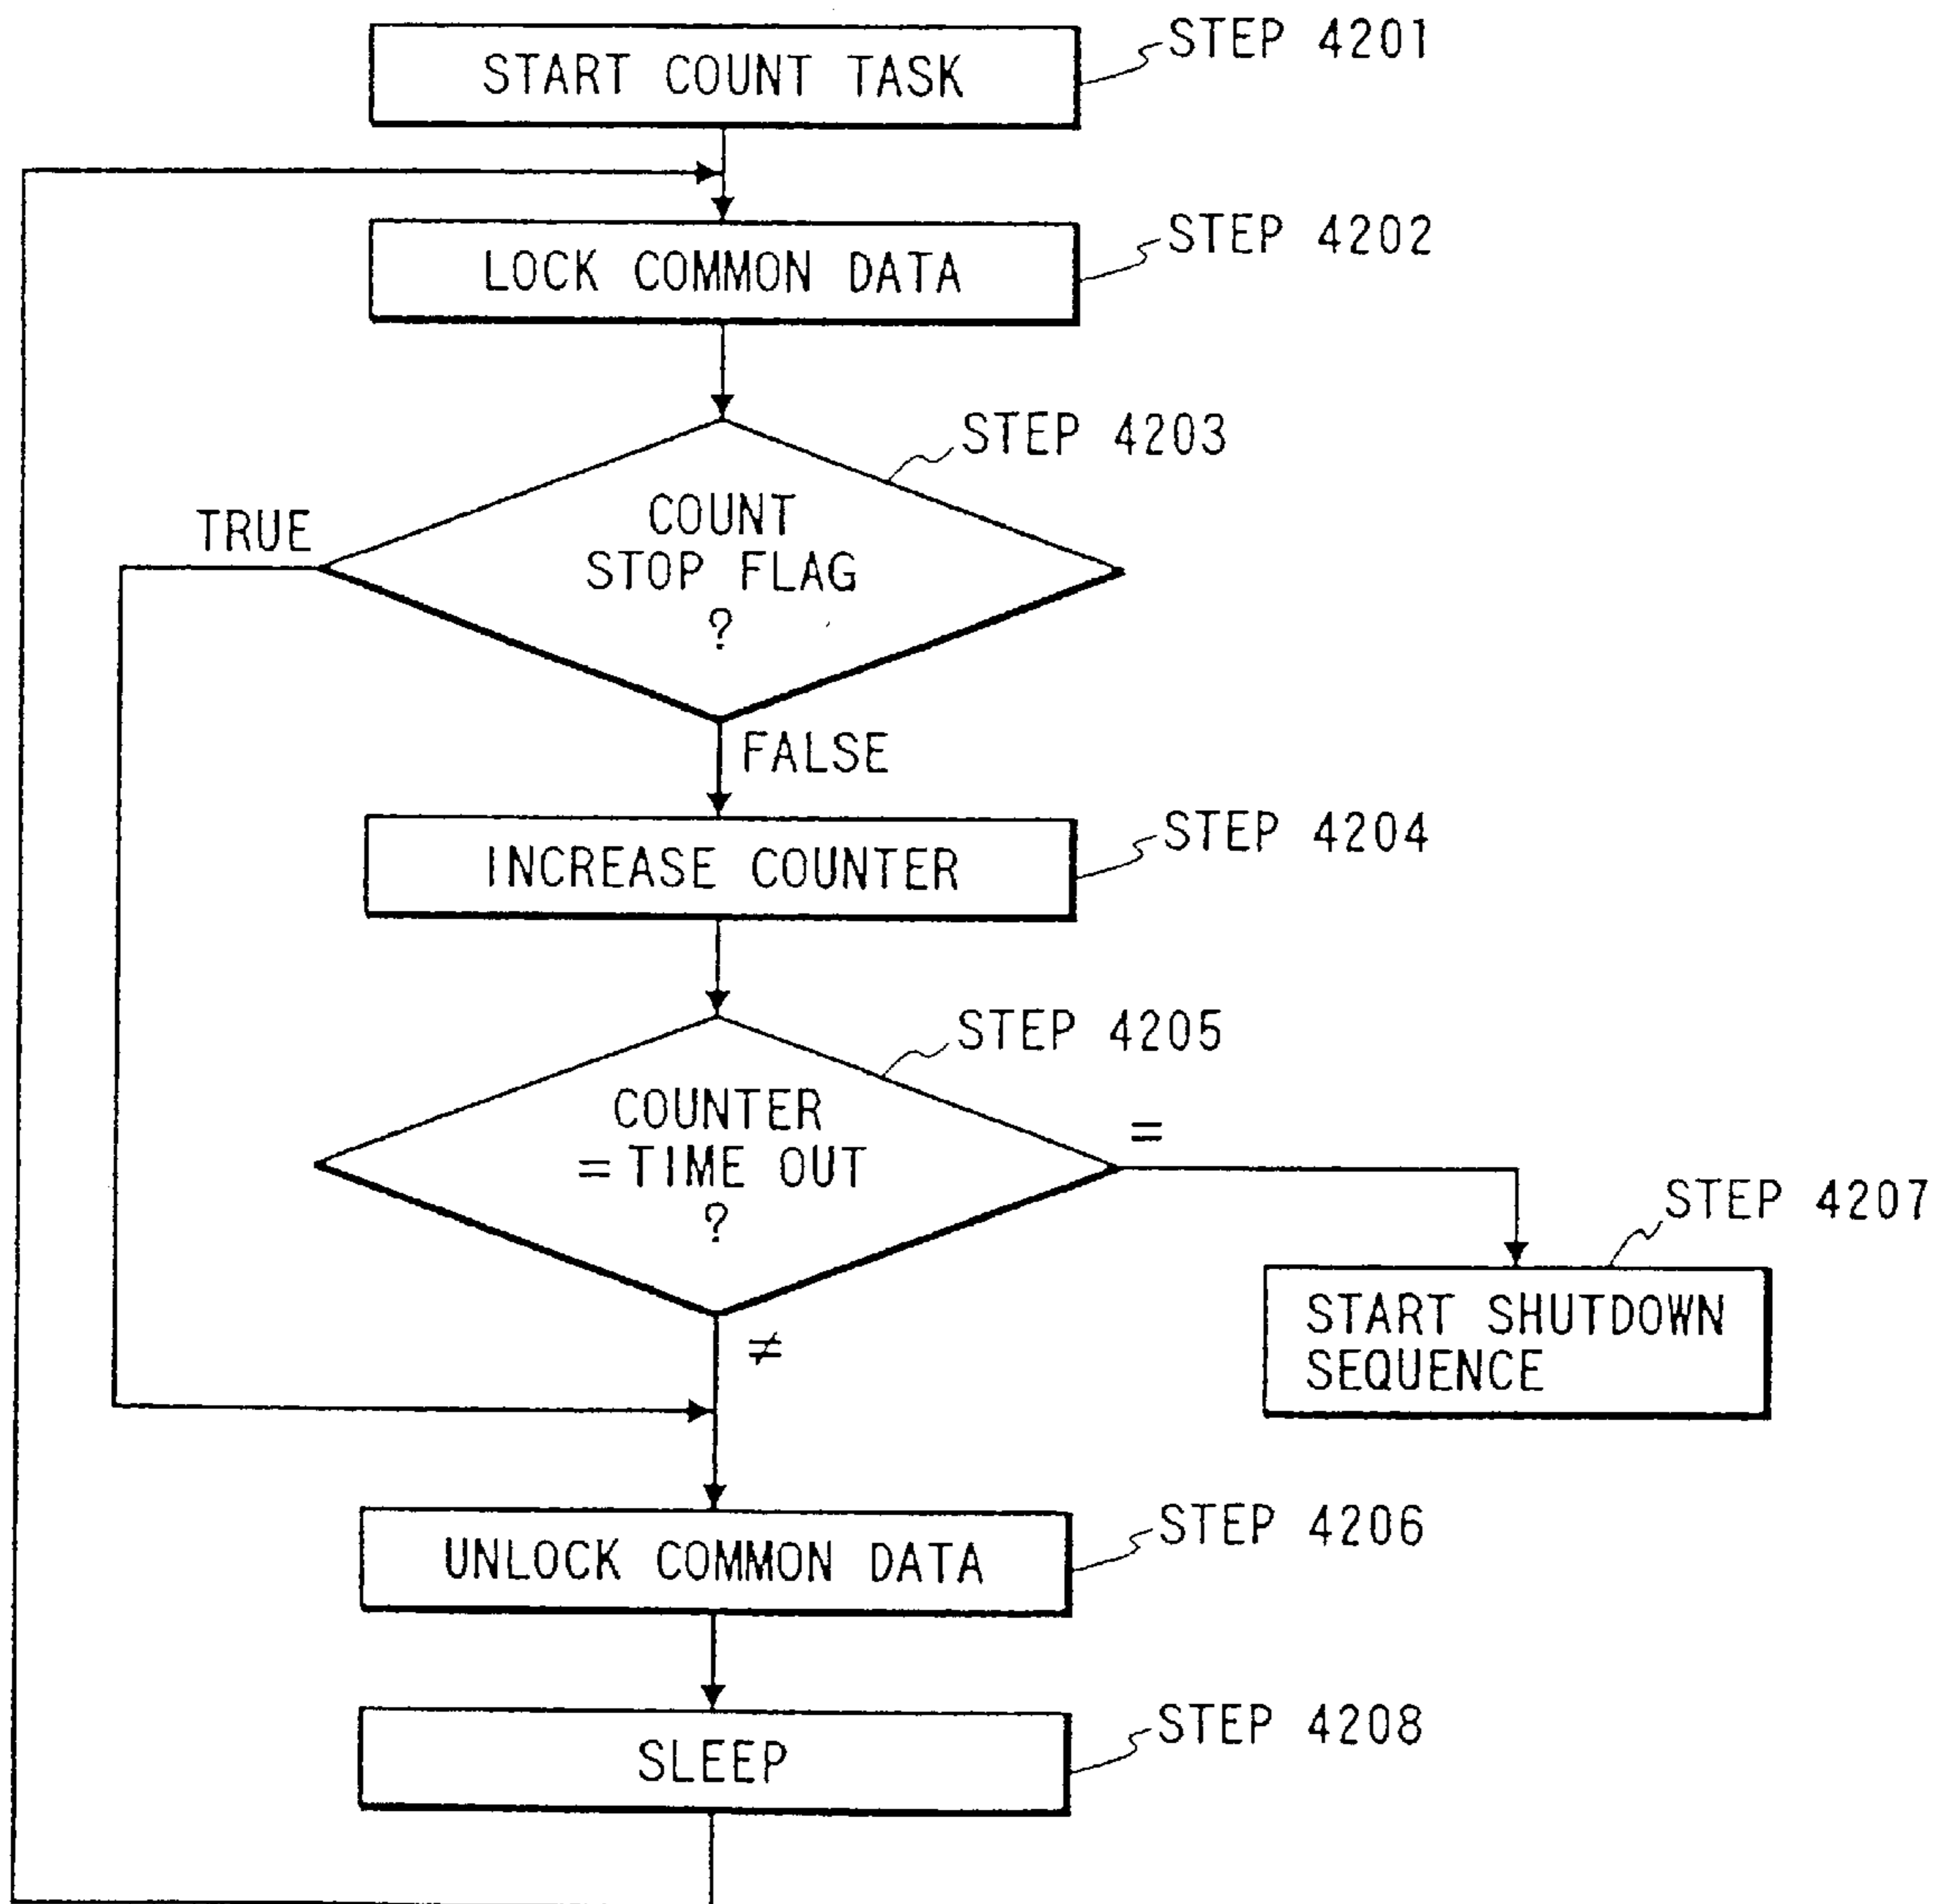 START COUNT TASK
STEP 4201
LOCK COMMON DATA
STEP 4202
STEP 4203
COUNT
STOP FLAG
?
TRUE
FALSE
INCREASE COUNTER
STEP 4204
STEP 4205
COUNTER
= TIME OUT
?
=
≠
STEP 4207
START SHUTDOWN
SEQUENCE
UNLOCK COMMON DATA
STEP 4206
SLEEP
STEP 4208